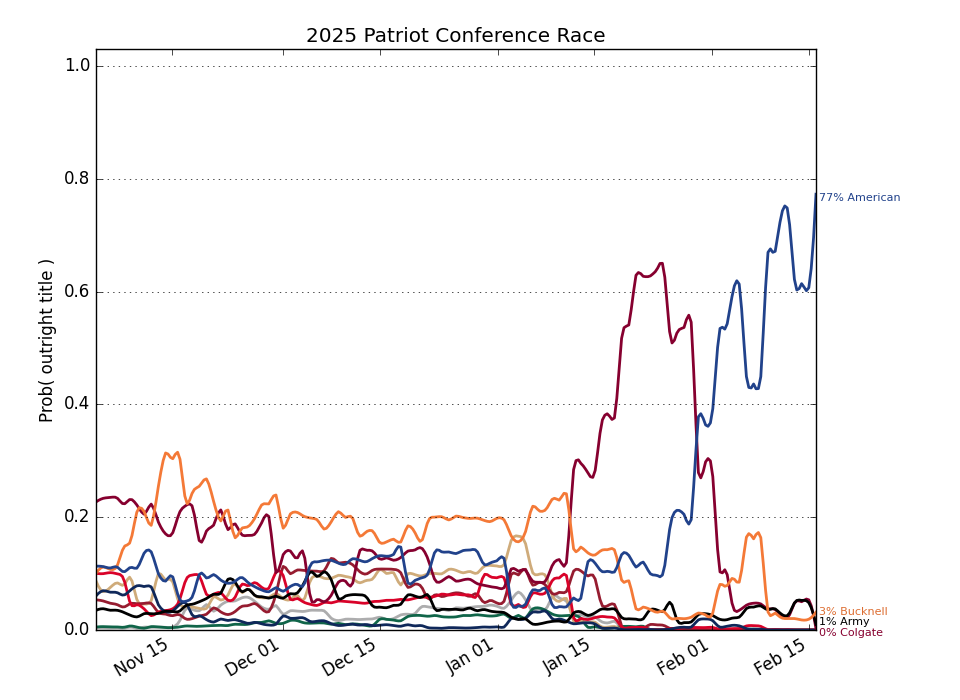 2025 Patriot Conference Race
Prob( outright title )
1.0
0.8
0.6
0.4
0.2
0.0
77% American
3% Bucknell
1% Army
0% Colgate
Nov 15
Dec 01
Dec 15
Jan 01
Jan 15
Feb 01
Feb 15